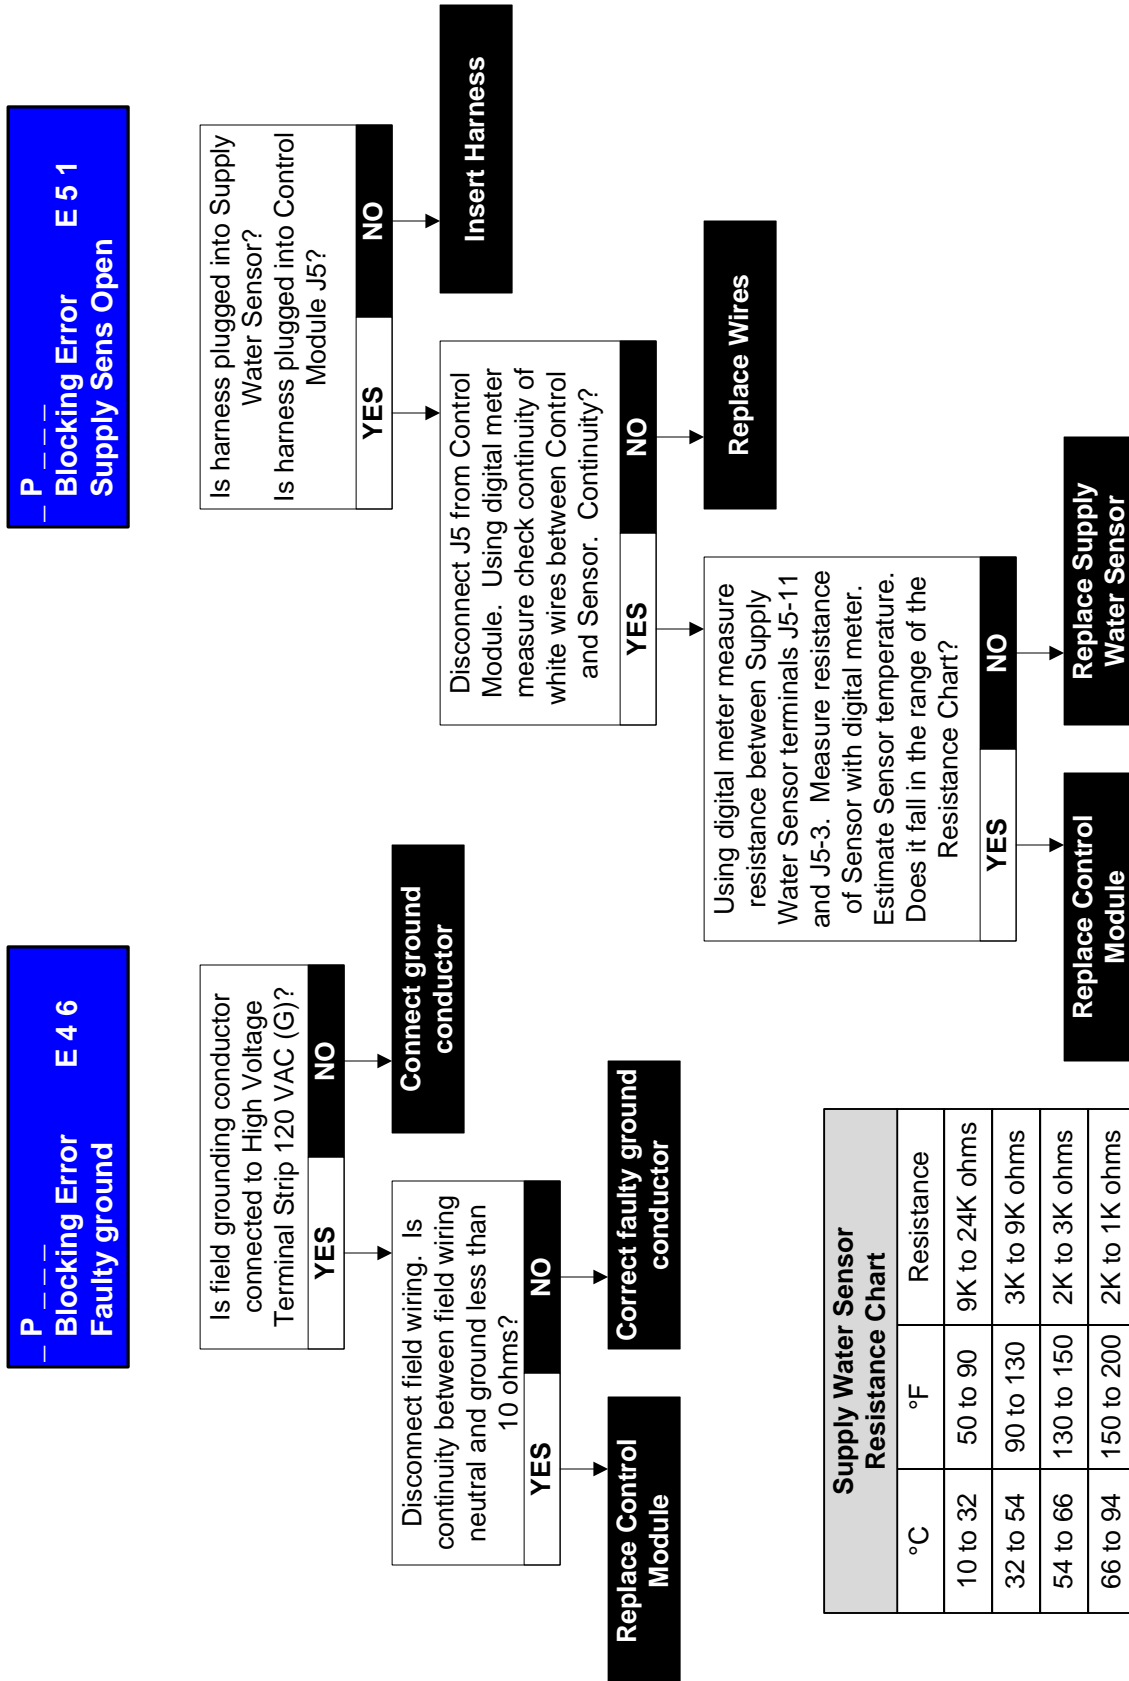 _ P _ _ _
Blocking Error E 4 6
Faulty ground
Is field grounding conductor
connected to High Voltage
Terminal Strip 120 VAC (G)?
YES
NO
Connect ground
conductor
Disconnect field wiring. Is
continuity between field wiring
neutral and ground less than
10 ohms?
YES
NO
Replace Control
Module
Correct faulty ground
conductor
_ P _ _ _
Blocking Error E 5 1
Supply Sens Open
Is harness plugged into Supply
Water Sensor?
Is harness plugged into Control
Module J5?
YES
NO
Insert Harness
Disconnect J5 from Control
Module. Using digital meter
measure check continuity of
white wires between Control
and Sensor. Continuity?
YES
NO
Replace Wires
Using digital meter measure
resistance between Supply
Water Sensor terminals J5-11
and J5-3. Measure resistance
of Sensor with digital meter.
Estimate Sensor temperature.
Does it fall in the range of the
Resistance Chart?
YES
NO
Replace Control
Module
Replace Supply
Water Sensor
Supply Water Sensor
Resistance Chart
°C °F Resistance
10 to 32 50 to 90 9K to 24K ohms
32 to 54 90 to 130 3K to 9K ohms
54 to 66 130 to 150 2K to 3K ohms
66 to 94 150 to 200 2K to 1K ohms